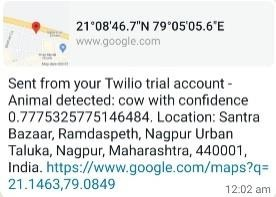 21°08'46.7"N 79°05'05.6"E
www.google.com
Sent from your Twilio trial account -
Animal detected: cow with confidence
0.7775325775146484. Location: Santra
Bazaar, Ramdaspeth, Nagpur Urban
Taluka, Nagpur, Maharashtra, 440001,
India. https://www.google.com/maps?q=
21.1463,79.0849
12:02 am